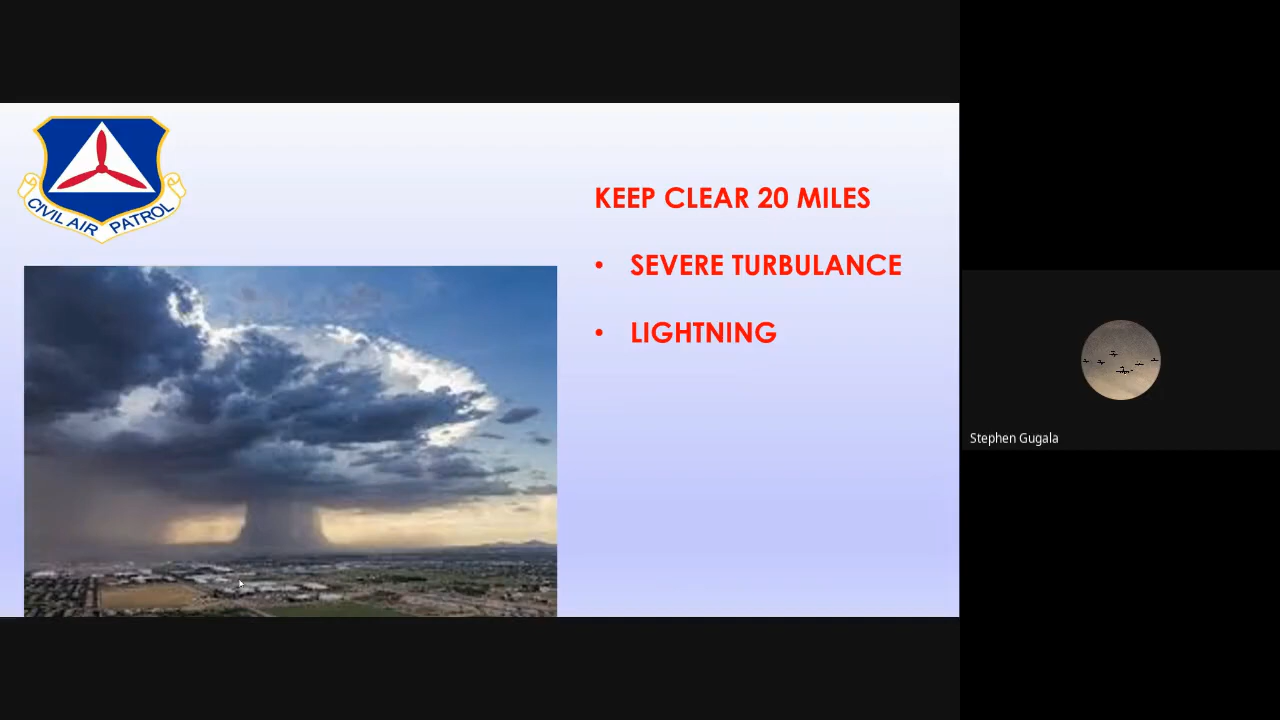 CIVIL AIR PATROL
KEEP CLEAR 20 MILES
• SEVERE TURBULANCE
• LIGHTNING
Stephen Gugala